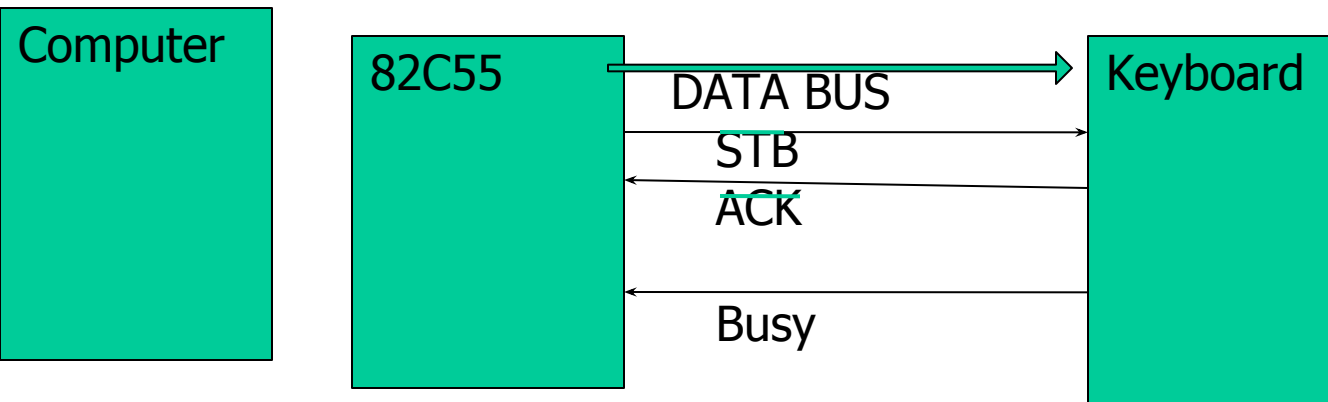 Computer
82C55
DATA BUS
STB
ACK
Busy
Keyboard